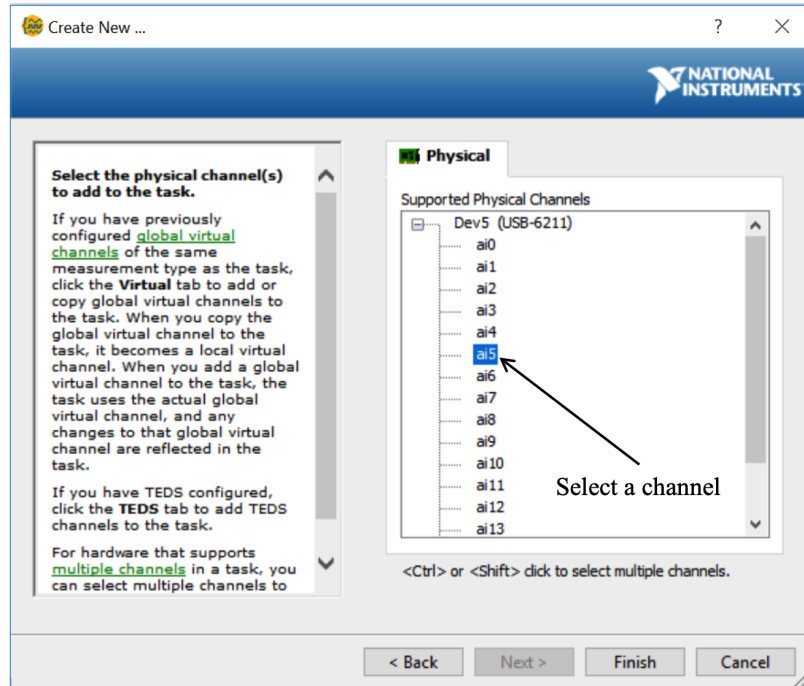 Create New ...
?
NATIONAL
INSTRUMENTS
Select the physical channel(s)
to add to the task.
If you have previously
configured global virtual
channels of the same
measurement type as the task,
click the Virtual tab to add or
copy global virtual channels to
the task. When you copy the
global virtual channel to the
task, it becomes a local virtual
channel. When you add a global
virtual channel to the task, the
task uses the actual global
virtual channel, and any
changes to that global virtual
channel are reflected in the
task.
If you have TEDS configured,
click the TEDS tab to add TEDS
channels to the task.
For hardware that supports
multiple channels in a task, you
can select multiple channels to
Physical
Supported Physical Channels
Dev5 (USB-6211)
ai0
ai1
ai2
ai3
ai4
ai5
ai6
ai7
ai8
ai9
ai10
ai11
ai12
ai13
Select a channel
<Ctrl> or <Shift> click to select multiple channels.
< Back
Next >
Finish
Cancel